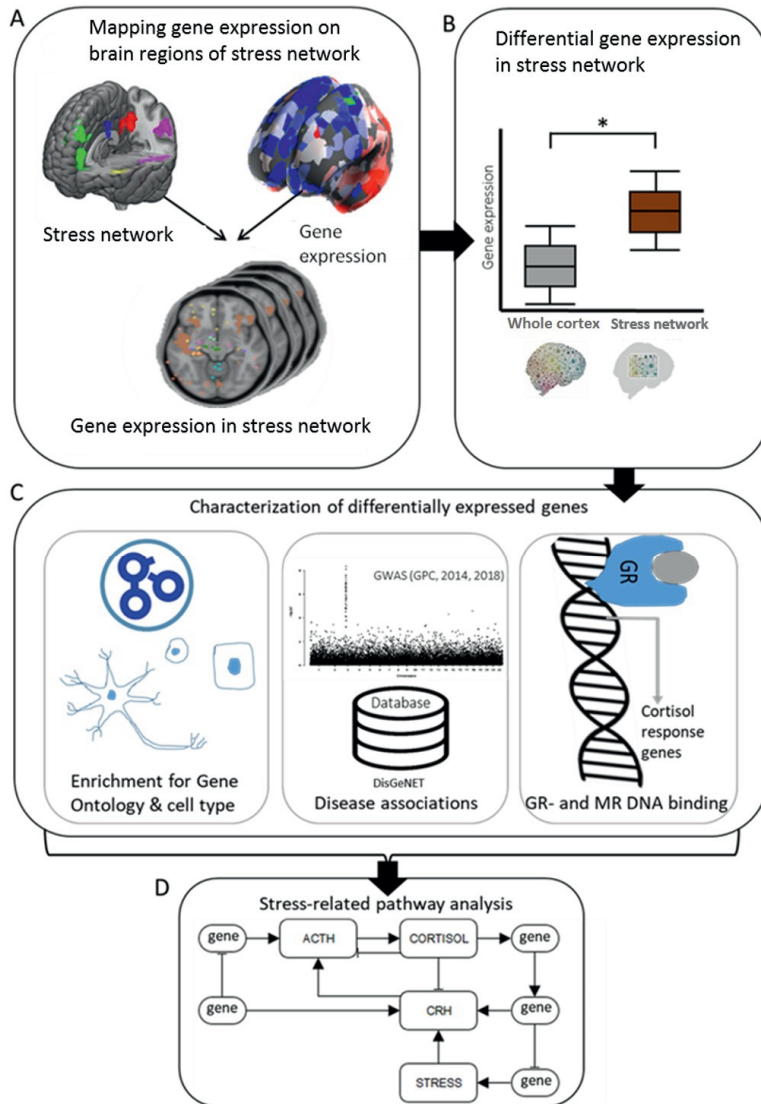 A
Mapping gene expression on
brain regions of stress network
Stress network
Gene
expression
Gene expression in stress network
B
Differential gene expression
in stress network
*
Gene expression
Whole cortex
Stress network
C
Characterization of differentially expressed genes
Enrichment for Gene
Ontology & cell type
GWAS (GPC, 2014, 2018)
Database
DisGeNET
Disease associations
GR
Cortisol
response
genes
GR- and MR DNA binding
D
Stress-related pathway analysis
gene
ACTH
CORTISOL
gene
gene
CRH
gene
STRESS
gene